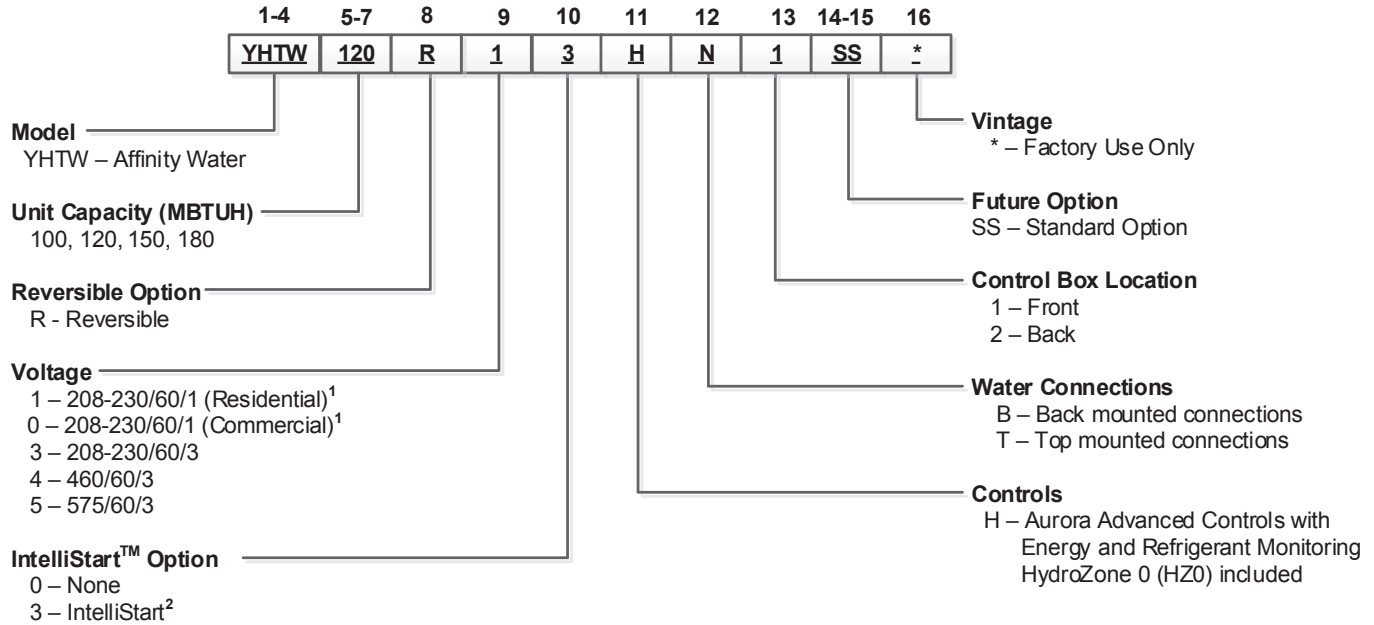 1-4 5-7 8 9 10 11 12 13 14-15 16
YHTW 120 R 1 3 H N 1 SS *
Model
YHTW – Affinity Water
Unit Capacity (MBTUH)
100, 120, 150, 180
Reversible Option
R - Reversible
Voltage
1 – 208-230/60/1 (Residential)¹
0 – 208-230/60/1 (Commercial)¹
3 – 208-230/60/3
4 – 460/60/3
5 – 575/60/3
IntelliStart™ Option
0 – None
3 – IntelliStart²
Vintage
* – Factory Use Only
Future Option
SS – Standard Option
Control Box Location
1 – Front
2 – Back
Water Connections
B – Back mounted connections
T – Top mounted connections
Controls
H – Aurora Advanced Controls with
Energy and Refrigerant Monitoring
HydroZone 0 (HZ0) included